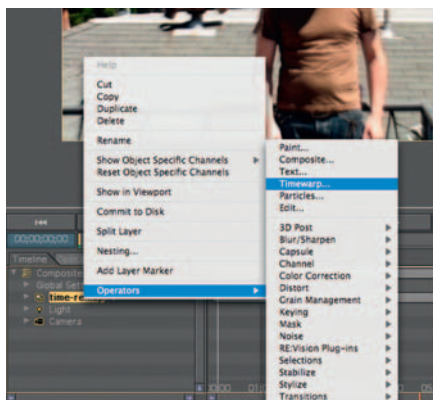 Help
Cut
Copy
Duplicate
Delete
Rename
Show Object Specific Channels
Reset Object Specific Channels
Show in Viewport
Commit to Disk
Split Layer
Nesting...
Add Layer Marker
Operators
Paint...
Composite...
Text...
Timewarp...
Particles...
Edit...
3D Post
Blur/Sharpen
Capsule
Channel
Color Correction
Distort
Grain Management
Keying
Mask
Noise
RE:Vision Plug-ins
Selections
Stabilize
Stylize
Transitions
00;00;00;00
Timeline
Composite
Global Set
time-re
Light
Camera